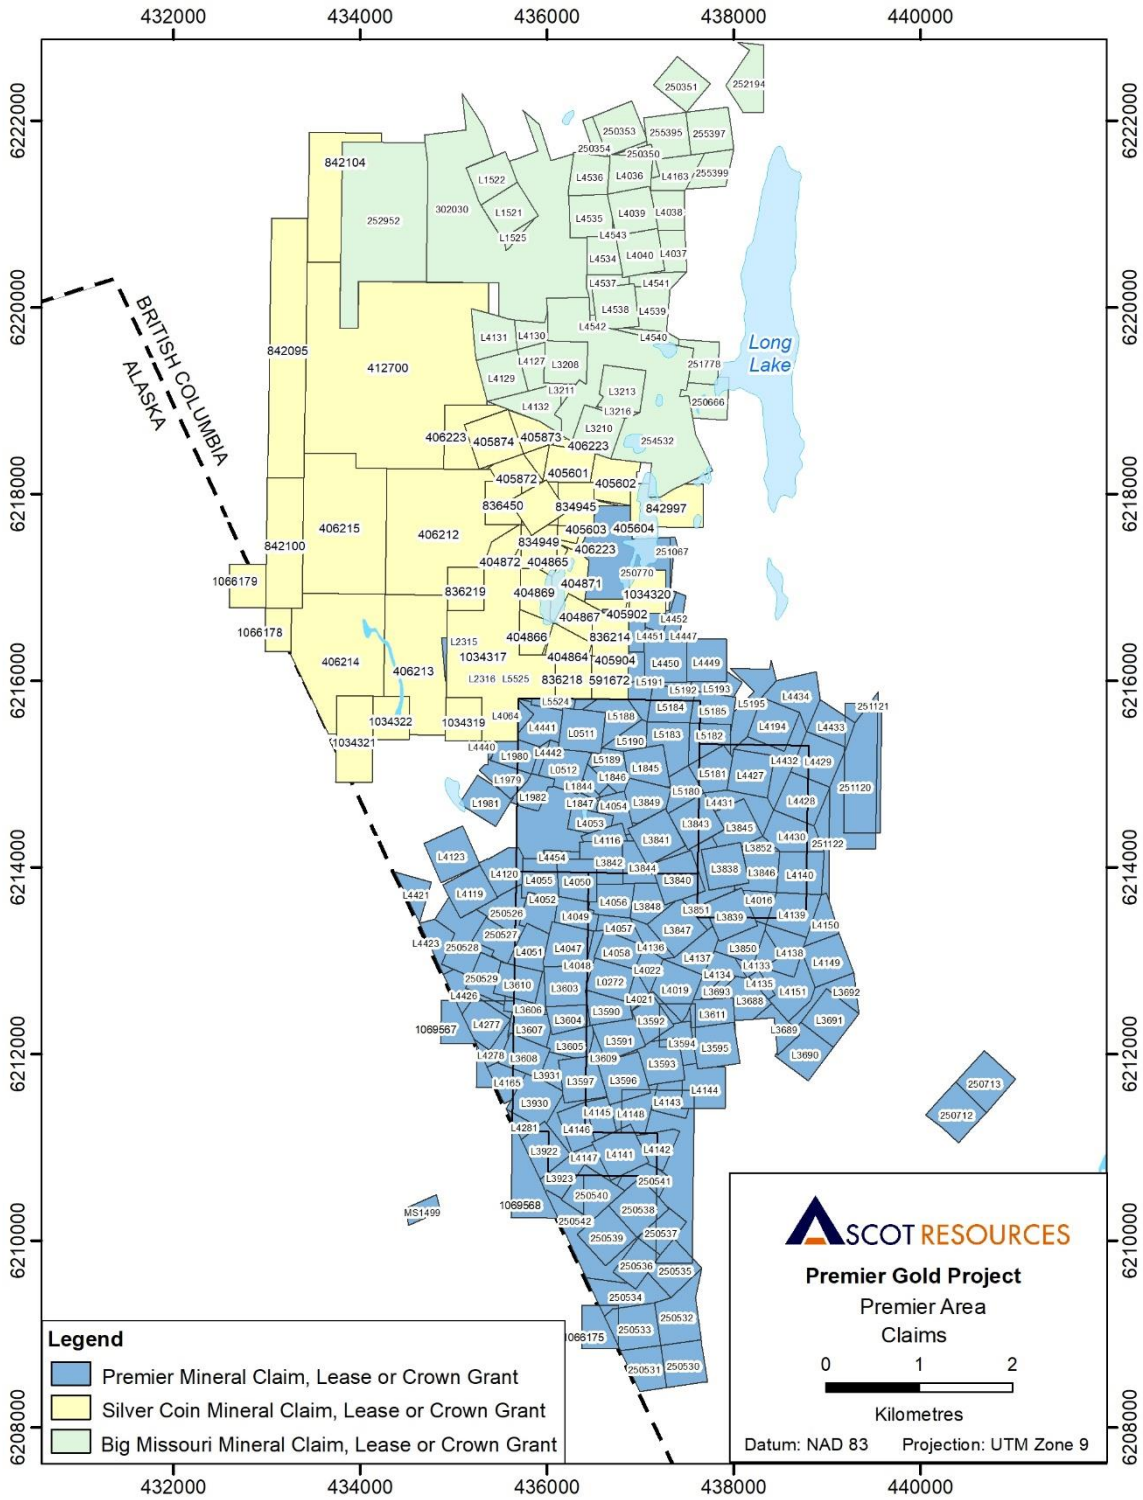 432000 434000 436000 438000 440000
6222000 6222000
250351 252194
250353 255395 255397
250354 250350
842104
L4536 L4036 L4163 255399
L1522
302030 L1521
252952
L4535 L4039 L4038
L1525 L4543
L4534 L4040 L4037
6220000 6220000
BRITISH COLUMBIA
ALASKA
L4537 L4541
L4538 L4539
L4542 L4540
L4131 L4130
842095
Long
Lake
412700
L4127 L3208 251778
L4129
L3211 L3213
L4132 L3216 250666
L3210
406223 405874 405873 406223 254532
405601
405872 405602
6218000 6218000
836450 834945 842997
406215 406212 405603 405604
842100 834949 406223 251067
404872 404865
1066179 250770
836219 404869 404871 1034320
404867 405902 L4452
1066178 L2315 404866 836214 L4451 L4447
406214 1034317 404864 405904 L4450 L4449
6216000 6216000
406213 L2316 L5525 836218 591672 L5191
L5192 L5193
L5524 L5184 L5195 L4434
1034322 1034319 L4064 L5188 L5185 251121
L4441 L0511 L5183 L4194 L4433
1034321 L5190 L5182
L4440 L1980 L4442 L5189 L4432 L4429
L0512 L1846 L1845 L5181 L4427
L1979 L1844 L5180 251120
L1981 L1982 L1847 L4054 L3849 L4431 L4428
L4053 L3843 L3845
L4116 L3841 L4430
L4123 L4454 L3852 251122
6214000 6214000
L3842 L3844 L3838 L3846 L4140
L4120 L4055 L4050 L3840
L4421 L4119 L4052 L4056 L3848 L4016
250526 L4049 L3851 L3839 L4139
L4150
250527 L4057 L3847
L4423 250528 L4051 L4047 L4058 L4136 L3850 L4138
L4048 L4022 L4137 L4133 L4149
250529 L4134
L3610 L3603 L0272 L4019 L3693 L4135 L4151 L3692
L4426 L4021 L3688
L3606 L3590 L3611
1069567 L4277 L3607 L3604 L3592 L3689 L3691
L3605 L3591 L3594 L3595
6212000 6212000
L4278 L3608 L3609 L3593 L3690
L3931 L3597 L3596
L4165 L4144 250713
L3930 L4143
L4145 L4148 250712
L4281 L4146
L3922 L4147 L4141 L4142
L3923 250541
1069568 250540
MS1499 250538
250542
6210000 6210000
250539 250537
250536 250535
250534
250532
1066175 250533
250531 250530
6208000 6208000
432000 434000 436000 438000 440000
Legend
Premier Mineral Claim, Lease or Crown Grant
Silver Coin Mineral Claim, Lease or Crown Grant
Big Missouri Mineral Claim, Lease or Crown Grant
ASCOT RESOURCES
Premier Gold Project
Premier Area
Claims
0 1 2
Kilometres
Datum: NAD 83 Projection: UTM Zone 9